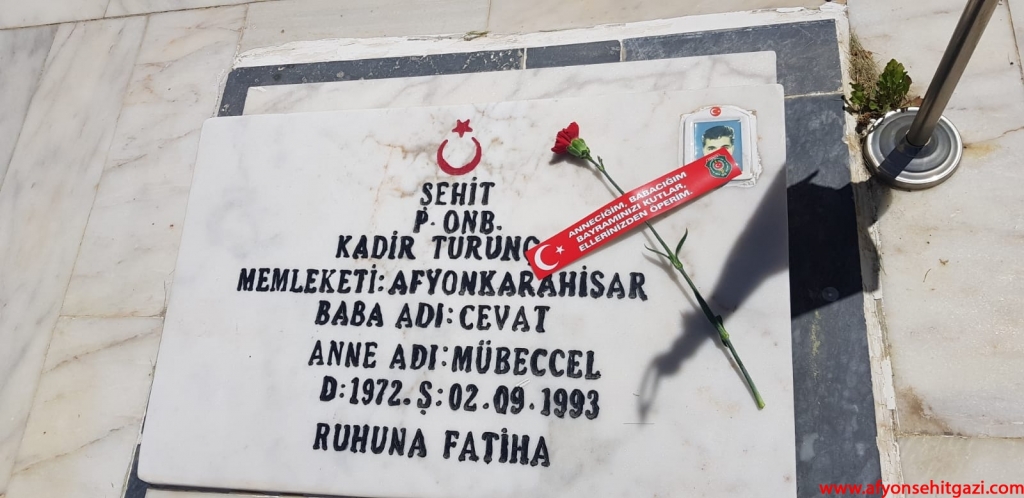 ŞEHİT
P. ONB.
KADİR TURUNÇ
MEMLEKETİ:AFYONKARAHİSAR
BABA ADI:CEVAT
ANNE ADI:MÜBECCEL
D:1972.Ş:02.09.1993
RUHUNA FATİHA
ANNECİĞİM, BABACIĞIM
BAYRAMINIZI KUTLAR,
ELLERİNİZDEN ÖPERİM.
www.afyonsehitgazi.com